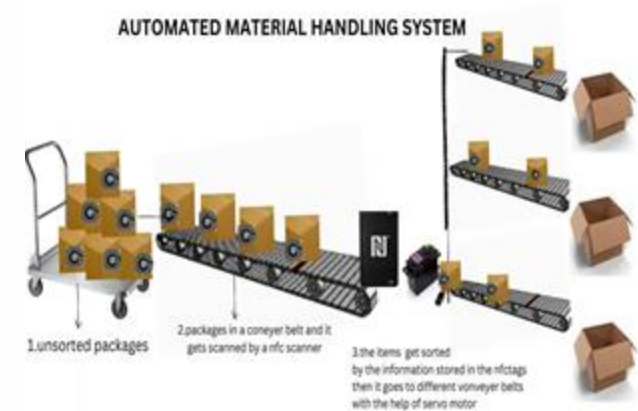 AUTOMATED MATERIAL HANDLING SYSTEM
1.unsorted packages
2.packages in a coneyer belt and it
gets scanned by a nfc scanner
3.the items get sorted
by the information stored in the nfctags
then it goes to different vonveyer belts
with the help of servo motor